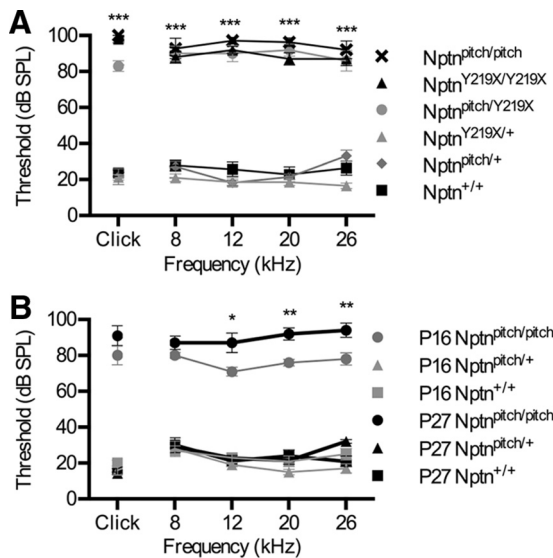 A
*** *** *** *** ***
Threshold (dB SPL)
100
80
60
40
20
0
Click 8 12 20 26
Frequency (kHz)
Nptn^pitch/pitch
Nptn^Y219X/Y219X
Nptn^pitch/Y219X
Nptn^Y219X/+
Nptn^pitch/+
Nptn^+/+
B
* ** **
Threshold (dB SPL)
100
80
60
40
20
0
Click 8 12 20 26
Frequency (kHz)
P16 Nptn^pitch/pitch
P16 Nptn^pitch/+
P16 Nptn^+/+
P27 Nptn^pitch/pitch
P27 Nptn^pitch/+
P27 Nptn^+/+